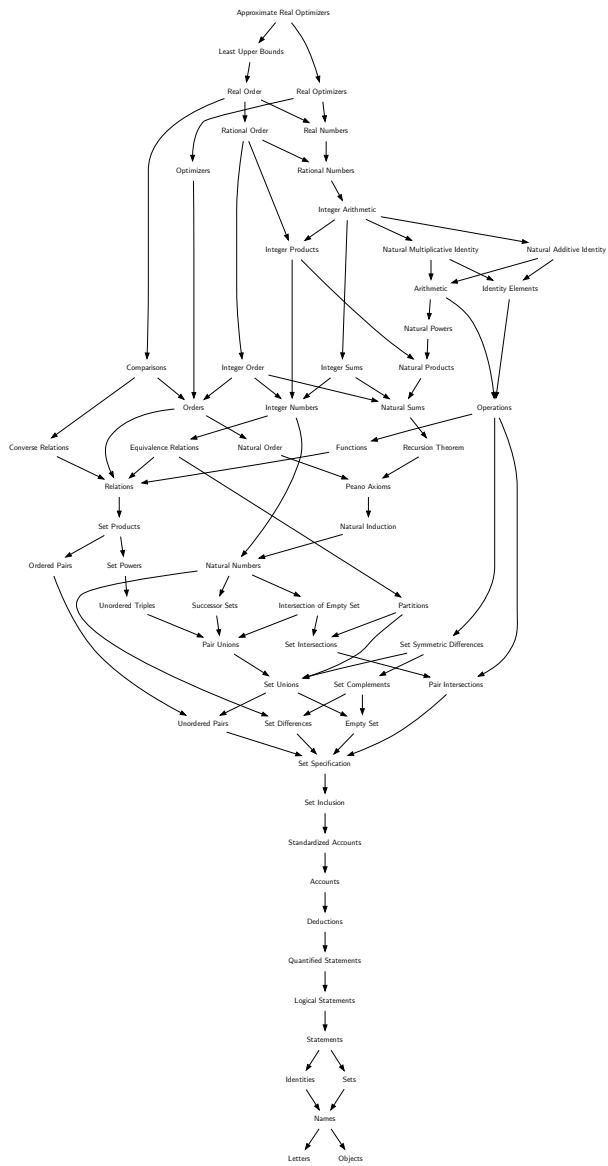 Approximate Real Optimizers
Least Upper Bounds
Real Order
Real Optimizers
Rational Order
Real Numbers
Optimizers
Rational Numbers
Integer Arithmetic
Integer Products
Natural Multiplicative Identity
Natural Additive Identity
Arithmetic
Identity Elements
Natural Powers
Comparisons
Integer Order
Integer Sums
Natural Products
Orders
Integer Numbers
Natural Sums
Operations
Converse Relations
Equivalence Relations
Natural Order
Functions
Recursion Theorem
Relations
Peano Axioms
Set Products
Natural Induction
Ordered Pairs
Set Powers
Natural Numbers
Unordered Triples
Successor Sets
Intersection of Empty Set
Partitions
Pair Unions
Set Intersections
Set Symmetric Differences
Set Unions
Set Complements
Pair Intersections
Unordered Pairs
Set Differences
Empty Set
Set Specification
Set Inclusion
Standardized Accounts
Accounts
Deductions
Quantified Statements
Logical Statements
Statements
Identities
Sets
Names
Letters
Objects